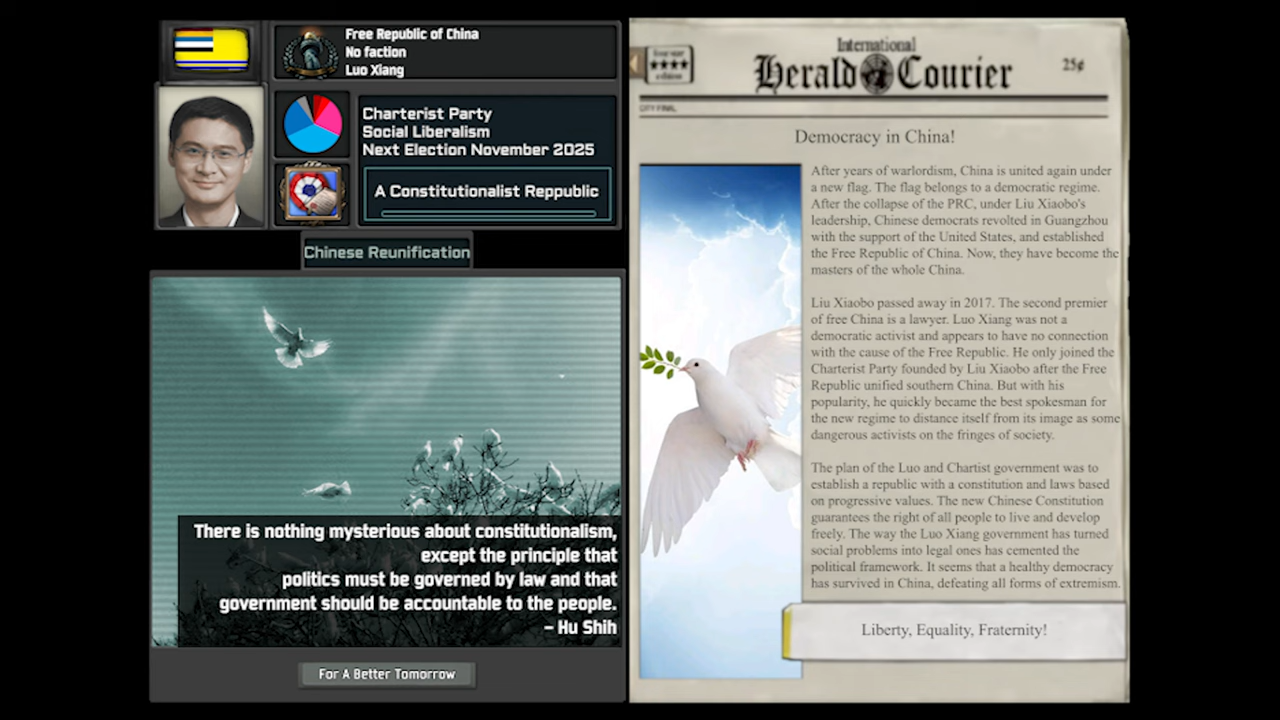 Free Republic of China
No faction
Luo Xiang
Charterist Party
Social Liberalism
Next Election November 2025
A Constitutionalist Reppublic
Chinese Reunification
There is nothing mysterious about constitutionalism,
except the principle that
politics must be governed by law and that
government should be accountable to the people.
– Hu Shih
For A Better Tomorrow
International
Herald Courier
25¢
CITY FINAL
Democracy in China!
After years of warlordism, China is united again under
a new flag. The flag belongs to a democratic regime.
After the collapse of the PRC, under Liu Xiaobo's
leadership, Chinese democrats revolted in Guangzhou
with the support of the United States, and established
the Free Republic of China. Now, they have become the
masters of the whole China.
Liu Xiaobo passed away in 2017. The second premier
of free China is a lawyer. Luo Xiang was not a
democratic activist and appears to have no connection
with the cause of the Free Republic. He only joined the
Charterist Party founded by Liu Xiaobo after the Free
Republic unified southern China. But with his
popularity, he quickly became the best spokesman for
the new regime to distance itself from its image as some
dangerous activists on the fringes of society.
The plan of the Luo and Chartist government was to
establish a republic with a constitution and laws based
on progressive values. The new Chinese Constitution
guarantees the right of all people to live and develop
freely. The way the Luo Xiang government has turned
social problems into legal ones has cemented the
political framework. It seems that a healthy democracy
has survived in China, defeating all forms of extremism.
Liberty, Equality, Fraternity!